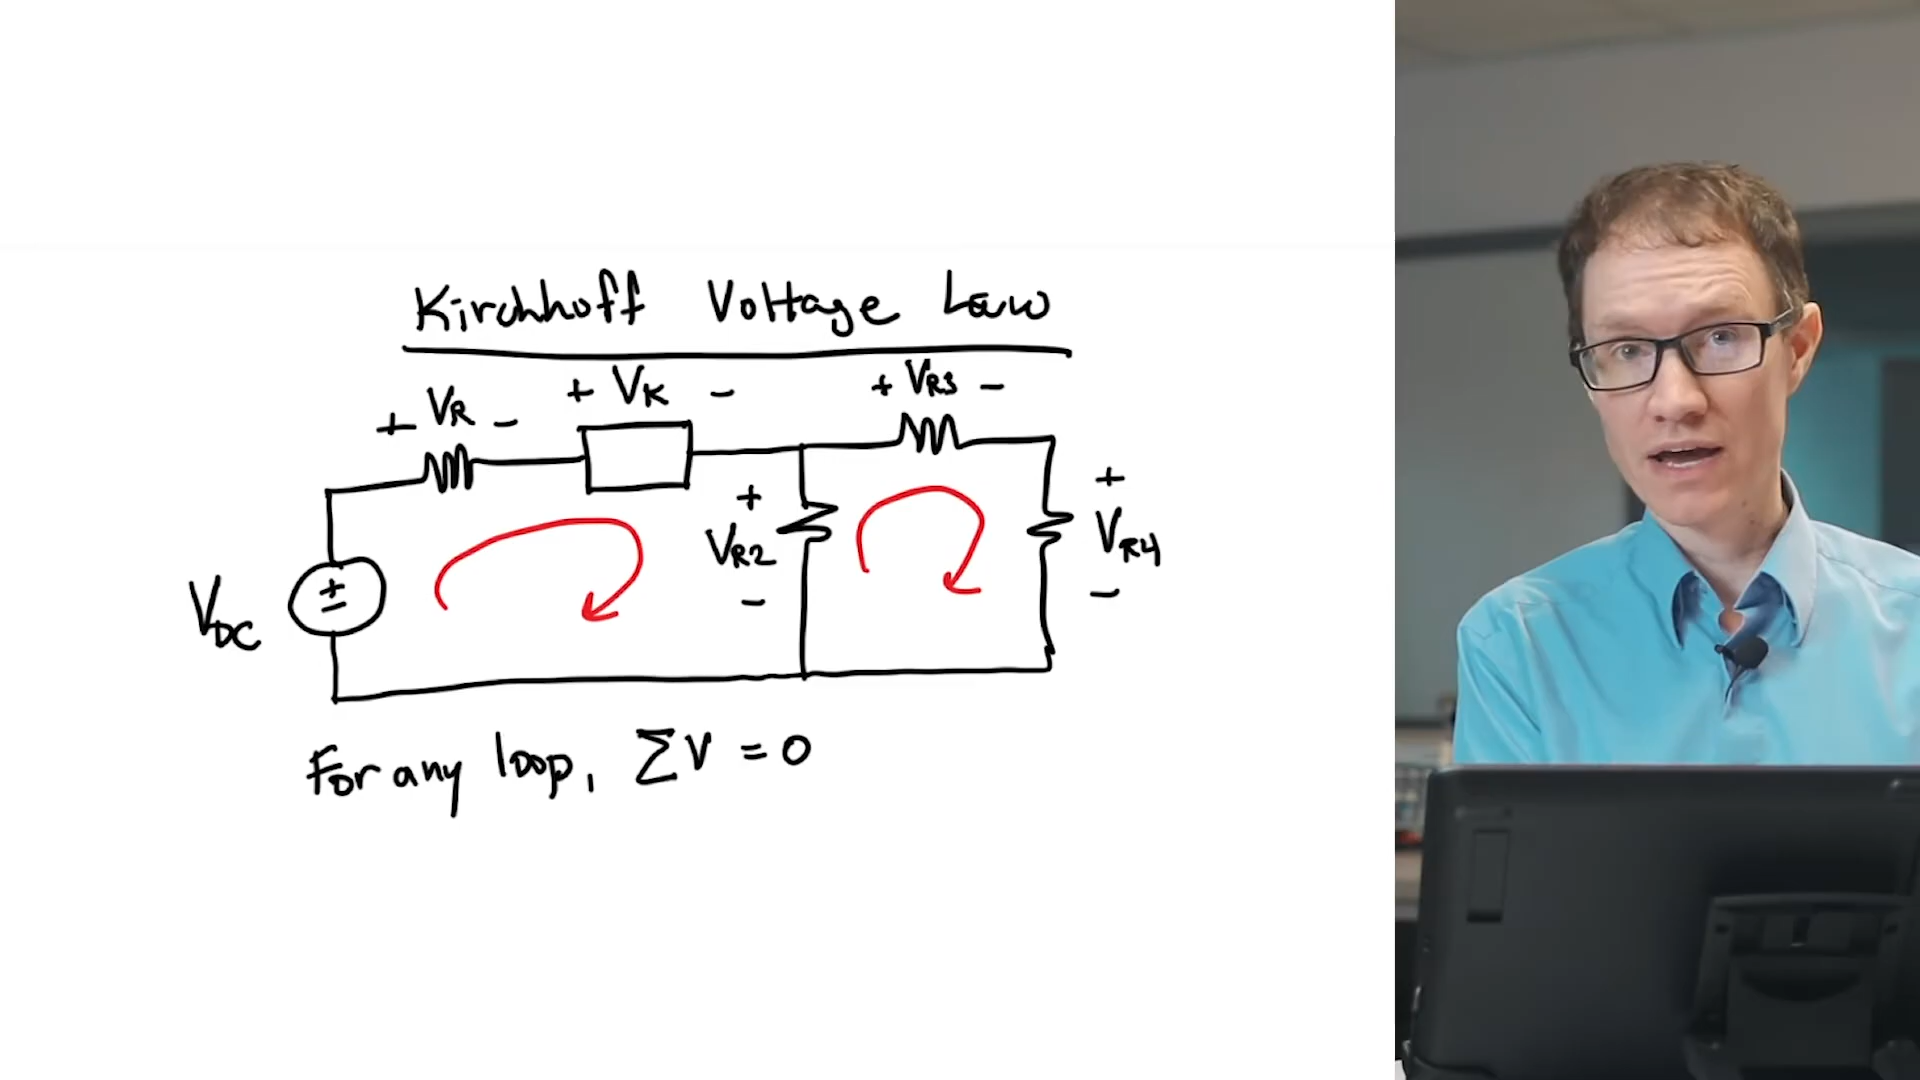 Kirchhoff Voltage Law
+ VR - + VK - + VR3 -
+ VR2 -
+ VR4 -
VDC ±
For any loop, ΣV = 0